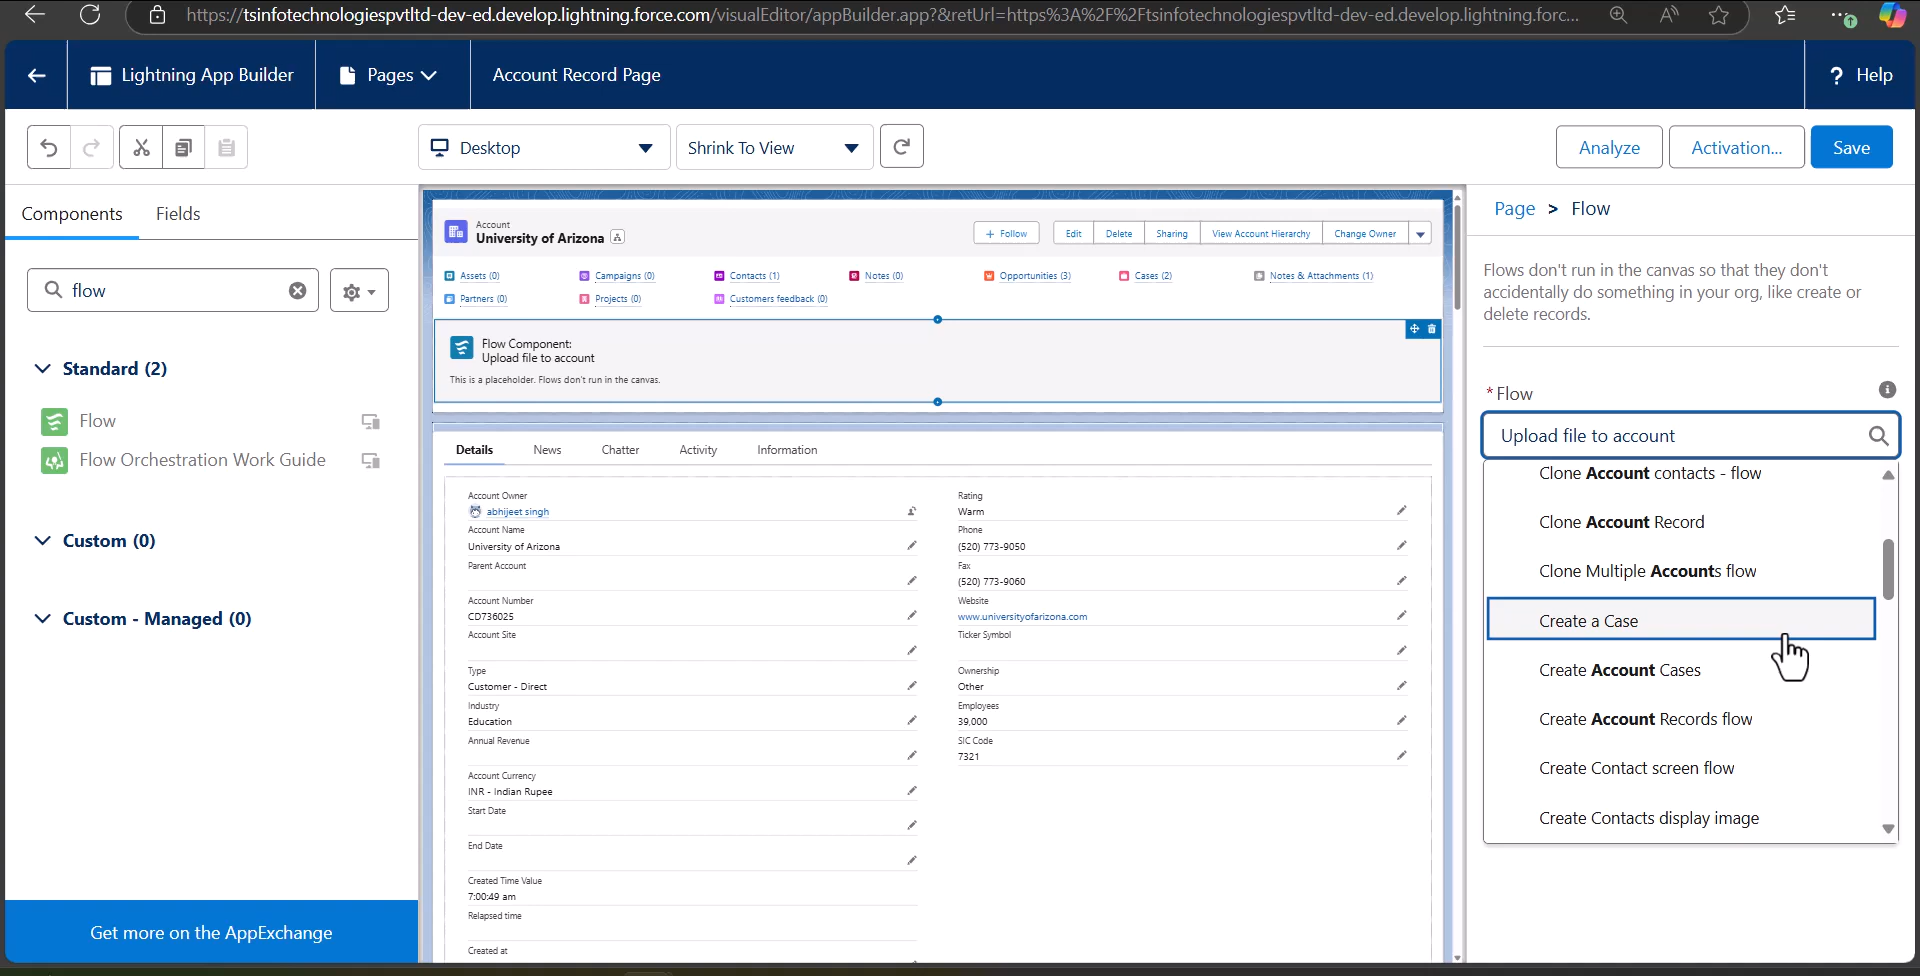 https://tsinfotechnologiespvtltd-dev-ed.develop.lightning.force.com/visualEditor/appBuilder.app?&retUrl=https%3A%2F%2Ftsinfotechnologiespvtltd-dev-ed.develop.lightning.forc...
Lightning App Builder
Pages
Account Record Page
? Help
Desktop
Shrink To View
Analyze
Activation...
Save
Components
Fields
flow
Standard (2)
Flow
Flow Orchestration Work Guide
Custom (0)
Custom - Managed (0)
Get more on the AppExchange
Account
University of Arizona
+ Follow
Edit
Delete
Sharing
View Account Hierarchy
Change Owner
Assets (0)
Campaigns (0)
Contacts (1)
Notes (0)
Opportunities (3)
Cases (2)
Notes & Attachments (1)
Partners (0)
Projects (0)
Customers feedback (0)
Flow Component:
Upload file to account
This is a placeholder. Flows don't run in the canvas.
Details
News
Chatter
Activity
Information
Account Owner
abhijeet singh
Account Name
University of Arizona
Parent Account
Account Number
CD736025
Account Site
Type
Customer - Direct
Industry
Education
Annual Revenue
Account Currency
INR - Indian Rupee
Start Date
End Date
Created Time Value
7:00:49 am
Relapsed time
Created at
Rating
Warm
Phone
(520) 773-9050
Fax
(520) 773-9060
Website
www.universityofarizona.com
Ticker Symbol
Ownership
Other
Employees
39,000
SIC Code
7321
Page > Flow
Flows don't run in the canvas so that they don't
accidentally do something in your org, like create or
delete records.
* Flow
Upload file to account
Clone Account contacts - flow
Clone Account Record
Clone Multiple Accounts flow
Create a Case
Create Account Cases
Create Account Records flow
Create Contact screen flow
Create Contacts display image